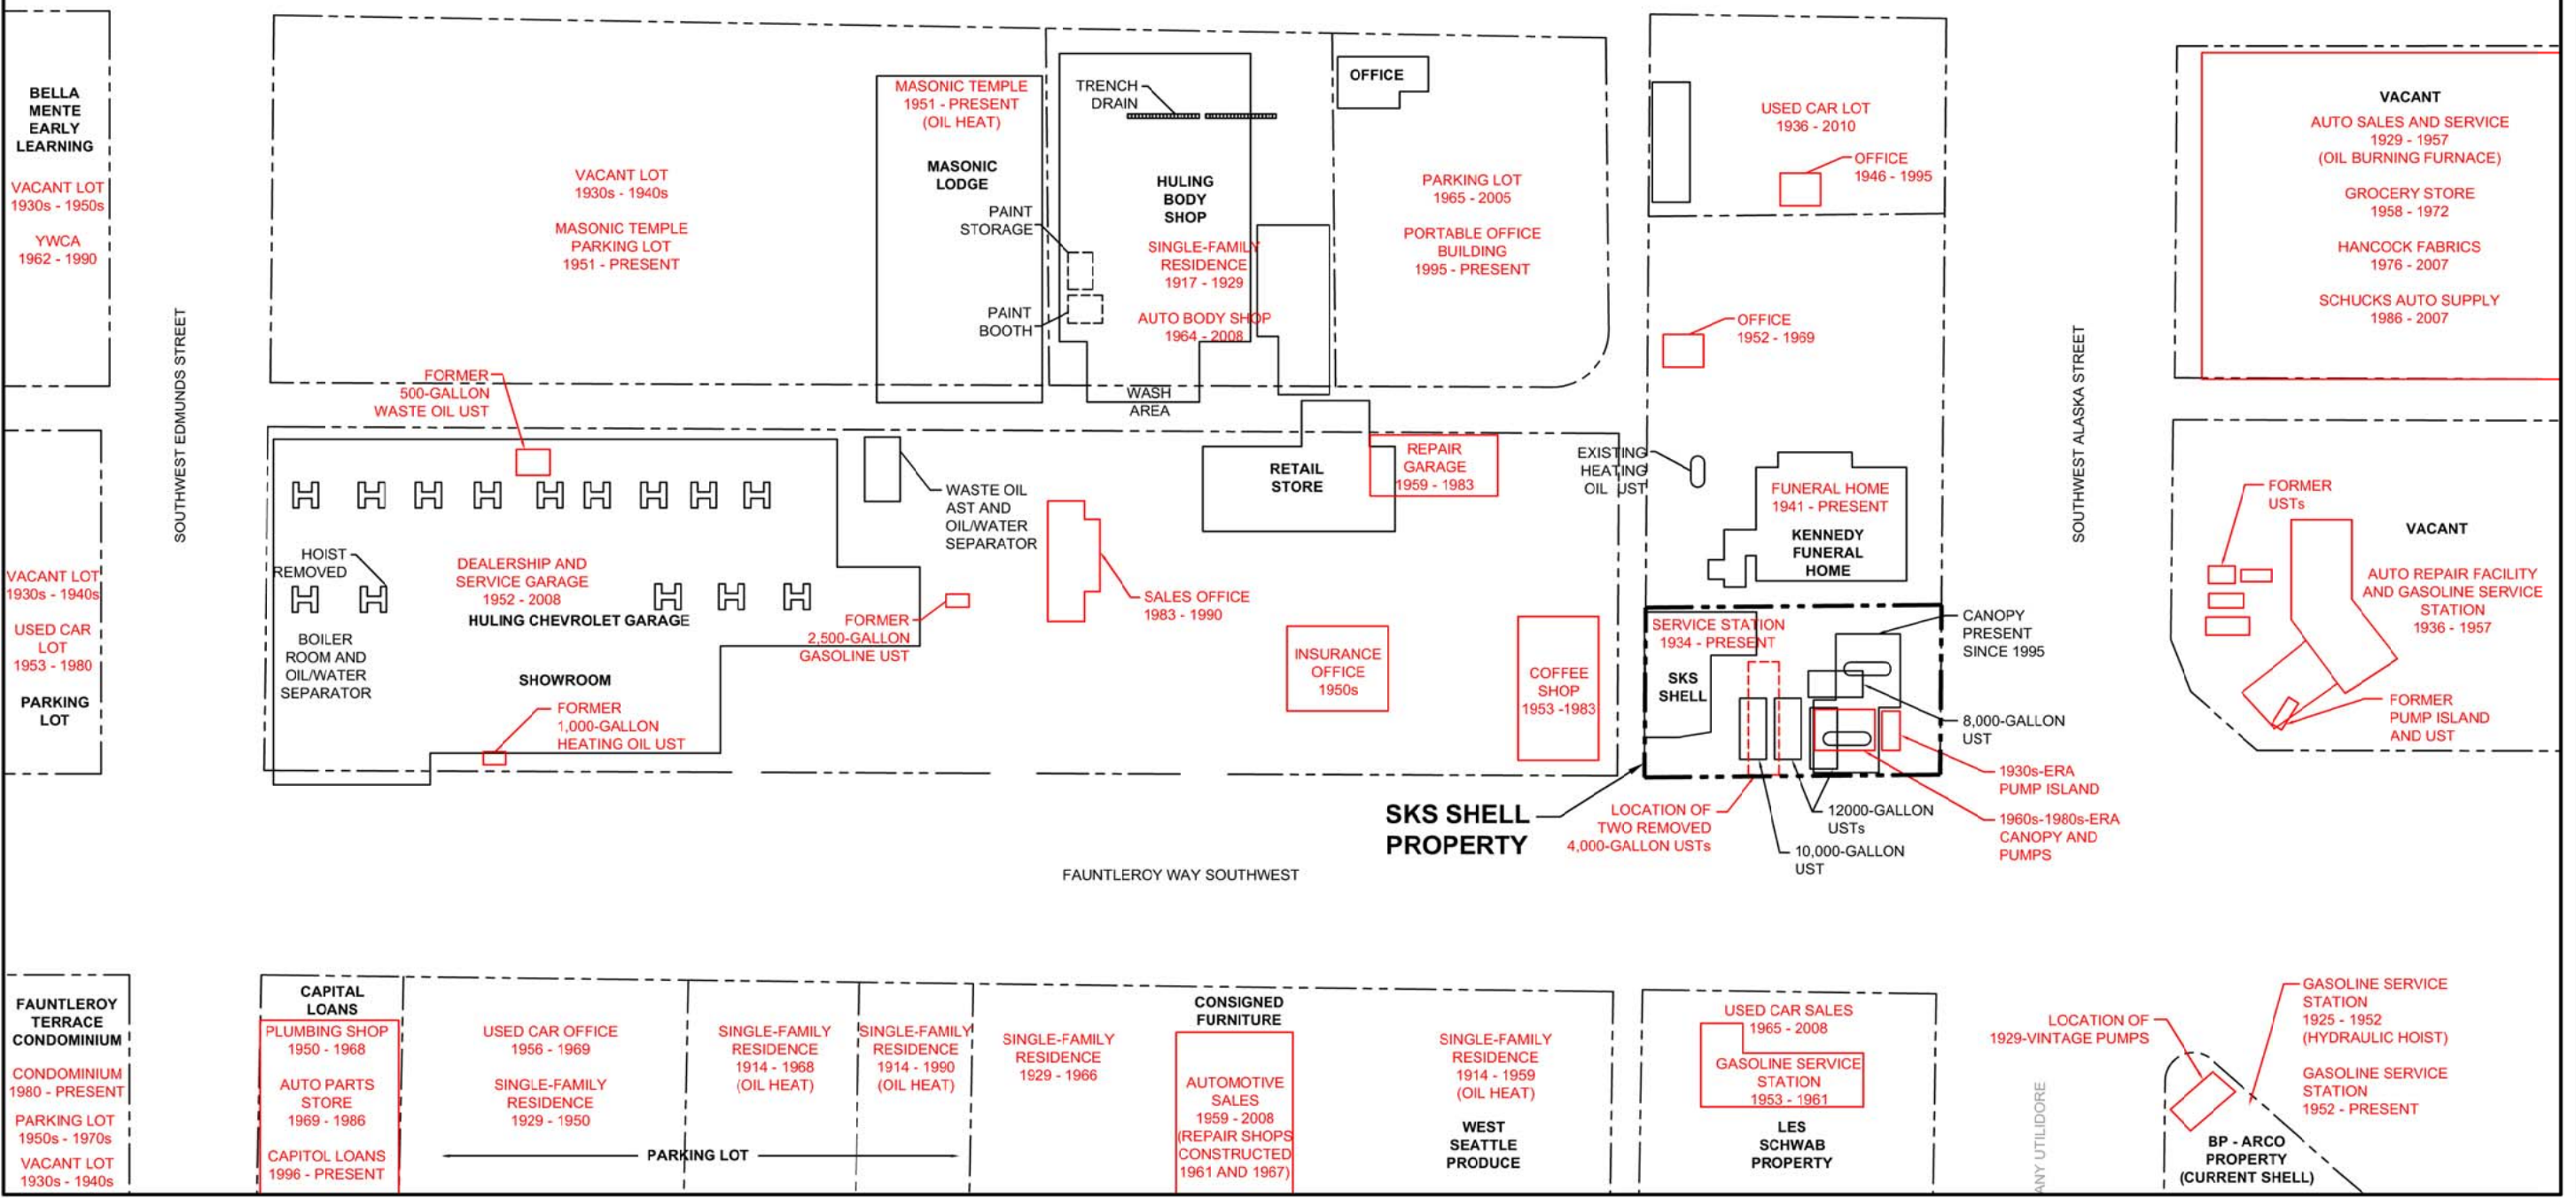 BELLA
MENTE
EARLY
LEARNING
VACANT LOT
1930s - 1950s
YWCA
1962 - 1990
SOUTHWEST EDMUNDS STREET
VACANT LOT
1930s - 1940s
MASONIC TEMPLE
PARKING LOT
1951 - PRESENT
MASONIC TEMPLE
1951 - PRESENT
(OIL HEAT)
MASONIC
LODGE
TRENCH
DRAIN
PAINT
STORAGE
PAINT
BOOTH
HULING
BODY
SHOP
SINGLE-FAMILY
RESIDENCE
1917 - 1929
AUTO BODY SHOP
1964 - 2008
WASH
AREA
OFFICE
PARKING LOT
1965 - 2005
PORTABLE OFFICE
BUILDING
1995 - PRESENT
USED CAR LOT
1936 - 2010
OFFICE
1946 - 1995
OFFICE
1952 - 1969
SOUTHWEST ALASKA STREET
VACANT
AUTO SALES AND SERVICE
1929 - 1957
(OIL BURNING FURNACE)
GROCERY STORE
1958 - 1972
HANCOCK FABRICS
1976 - 2007
SCHUCKS AUTO SUPPLY
1986 - 2007
VACANT LOT
1930s - 1940s
USED CAR
LOT
1953 - 1980
PARKING
LOT
FORMER
500-GALLON
WASTE OIL UST
H H H H H H H H H
HOIST
REMOVED
H H H H H
DEALERSHIP AND
SERVICE GARAGE
1952 - 2008
HULING CHEVROLET GARAGE
BOILER
ROOM AND
OIL/WATER
SEPARATOR
SHOWROOM
FORMER
1,000-GALLON
HEATING OIL UST
FORMER
2,500-GALLON
GASOLINE UST
WASTE OIL
AST AND
OIL/WATER
SEPARATOR
SALES OFFICE
1983 - 1990
RETAIL
STORE
REPAIR
GARAGE
1959 - 1983
INSURANCE
OFFICE
1950s
COFFEE
SHOP
1953 -1983
EXISTING
HEATING
OIL UST
FUNERAL HOME
1941 - PRESENT
KENNEDY
FUNERAL
HOME
SERVICE STATION
1934 - PRESENT
SKS
SHELL
CANOPY
PRESENT
SINCE 1995
8,000-GALLON
UST
1930s-ERA
PUMP ISLAND
1960s-1980s-ERA
CANOPY AND
PUMPS
12000-GALLON
USTs
10,000-GALLON
UST
LOCATION OF
TWO REMOVED
4,000-GALLON USTs
SKS SHELL
PROPERTY
FORMER
USTs
VACANT
AUTO REPAIR FACILITY
AND GASOLINE SERVICE
STATION
1936 - 1957
FORMER
PUMP ISLAND
AND UST
FAUNTLEROY WAY SOUTHWEST
FAUNTLEROY
TERRACE
CONDOMINIUM
CONDOMINIUM
1980 - PRESENT
PARKING LOT
1950s - 1970s
VACANT LOT
1930s - 1940s
CAPITAL
LOANS
PLUMBING SHOP
1950 - 1968
AUTO PARTS
STORE
1969 - 1986
CAPITOL LOANS
1996 - PRESENT
USED CAR OFFICE
1956 - 1969
SINGLE-FAMILY
RESIDENCE
1929 - 1950
SINGLE-FAMILY
RESIDENCE
1914 - 1968
(OIL HEAT)
SINGLE-FAMILY
RESIDENCE
1914 - 1990
(OIL HEAT)
PARKING LOT
SINGLE-FAMILY
RESIDENCE
1929 - 1966
CONSIGNED
FURNITURE
AUTOMOTIVE
SALES
1959 - 2008
(REPAIR SHOPS
CONSTRUCTED
1961 AND 1967)
SINGLE-FAMILY
RESIDENCE
1914 - 1959
(OIL HEAT)
WEST
SEATTLE
PRODUCE
USED CAR SALES
1965 - 2008
GASOLINE SERVICE
STATION
1953 - 1961
LES
SCHWAB
PROPERTY
ANY UTILIDORE
LOCATION OF
1929-VINTAGE PUMPS
GASOLINE SERVICE
STATION
1925 - 1952
(HYDRAULIC HOIST)
GASOLINE SERVICE
STATION
1952 - PRESENT
BP - ARCO
PROPERTY
(CURRENT SHELL)